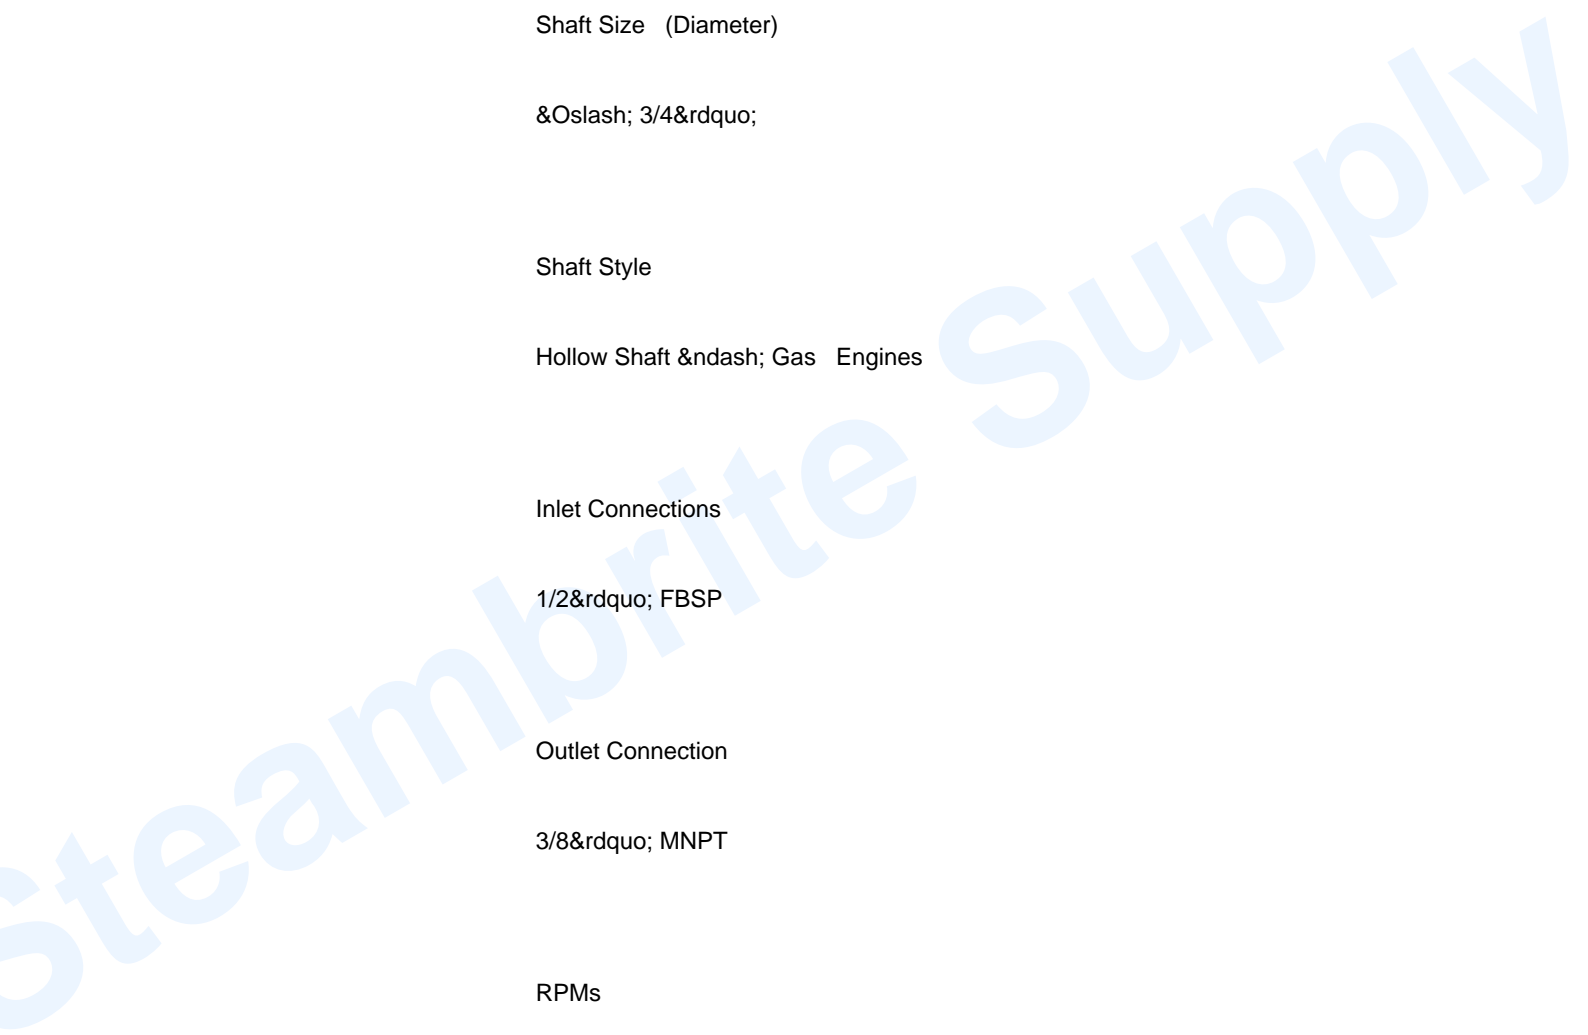 Shaft Size   (Diameter)
&Oslash; 3/4&rdquo;
Shaft Style
Hollow Shaft &ndash; Gas   Engines
Inlet Connections
1/2&rdquo; FBSP
Outlet Connection
3/8&rdquo; MNPT
RPMs
Steambrite Supply